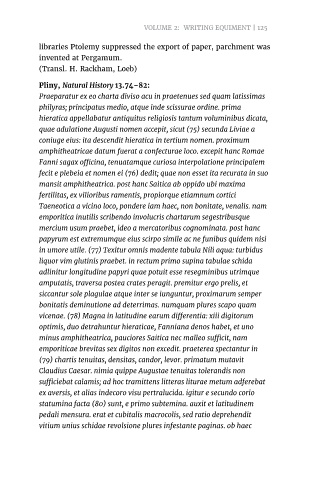 VOLUME 2: WRITING EQUIMENT | 125
libraries Ptolemy suppressed the export of paper, parchment was
invented at Pergamum.
(Transl. H. Rackham, Loeb)
Pliny, Natural History 13.74–82:
Praeparatur ex eo charta diviso acu in praetenues sed quam latissimas
philyras; principatus medio, atque inde scissurae ordine. prima
hieratica appellabatur antiquitus religiosis tantum voluminibus dicata,
quae adulatione Augusti nomen accepit, sicut (75) secunda Liviae a
coniuge eius: ita descendit hieratica in tertium nomen. proximum
amphitheatricae datum fuerat a confecturae loco. excepit hanc Romae
Fanni sagax officina, tenuatamque curiosa interpolatione principalem
fecit e plebeia et nomen ei (76) dedit; quae non esset ita recurata in suo
mansit amphitheatrica. post hanc Saitica ab oppido ubi maxima
fertilitas, ex vilioribus ramentis, propiorque etiamnum cortici
Taeneotica a vicino loco, pondere iam haec, non bonitate, venalis. nam
emporitica inutilis scribendo involucris chartarum segestribusque
mercium usum praebet, ideo a mercatoribus cognominata. post hanc
papyrum est extremumque eius scirpo simile ac ne funibus quidem nisi
in umore utile. (77) Texitur omnis madente tabula Nili aqua: turbidus
liquor vim glutinis praebet. in rectum primo supina tabulae schida
adlinitur longitudine papyri quae potuit esse resegminibus utrimque
amputatis, traversa postea crates peragit. premitur ergo prelis, et
siccantur sole plagulae atque inter se iunguntur, proximarum semper
bonitatis deminutione ad deterrimas. numquam plures scapo quam
vicenae. (78) Magna in latitudine earum differentia: xiii digitorum
optimis, duo detrahuntur hieraticae, Fanniana denos habet, et uno
minus amphitheatrica, pauciores Saitica nec malleo sufficit, nam
emporiticae brevitas sex digitos non excedit. praeterea spectantur in
(79) chartis tenuitas, densitas, candor, levor. primatum mutavit
Claudius Caesar. nimia quippe Augustae tenuitas tolerandis non
sufficiebat calamis; ad hoc tramittens litteras liturae metum adferebat
ex aversis, et alias indecoro visu pertralucida. igitur e secundo corio
statumina facta (80) sunt, e primo subtemina. auxit et latitudinem
pedali mensura. erat et cubitalis macrocolis, sed ratio deprehendit
vitium unius schidae revolsione plures infestante paginas. ob haec